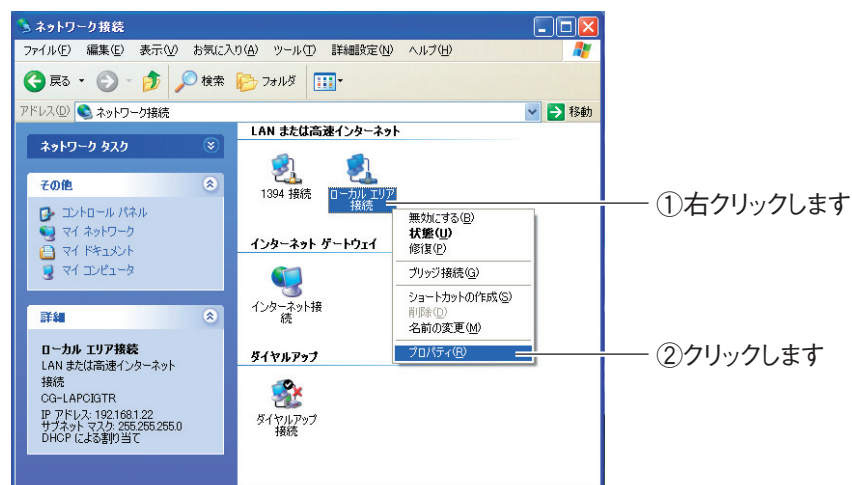 ネットワーク接続
ファイル(F) 編集(E) 表示(V) お気に入り(A) ツール(T) 詳細設定(N) ヘルプ(H)
戻る 検索 フォルダ
アドレス(D) ネットワーク接続 移動
ネットワーク タスク
その他
コントロール パネル
マイ ネットワーク
マイ ドキュメント
マイ コンピュータ
詳細
ローカル エリア接続
LAN または高速インターネット
接続
CG-LAPCIGTR
IP アドレス: 192.168.1.22
サブネット マスク: 255.255.255.0
DHCP による割り当て
LAN または高速インターネット
1394 接続
ローカル エリア
接続
インターネット ゲートウェイ
インターネット接
続
ダイヤルアップ
ダイヤルアップ
接続
無効にする(B)
状態(U)
修復(P)
ブリッジ接続(G)
ショートカットの作成(S)
削除(D)
名前の変更(M)
プロパティ(R)
①右クリックします
②クリックします